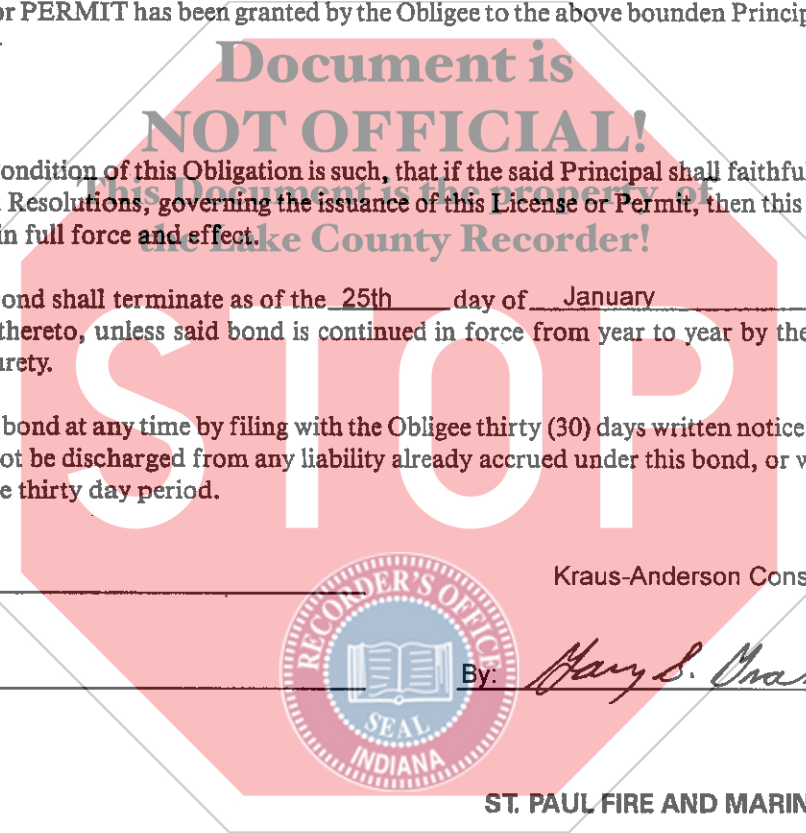 or PERMIT has been granted by the Obligee to the above bounden Princip
Document is
NOT OFFICIAL!
ondition of this Obligation is such, that if the said Principal shall faithful
This Document is the property of
Resolutions, governing the issuance of this License or Permit, then this
in full force and effect.
the Lake County Recorder!
ond shall terminate as of the 25th day of January
thereto, unless said bond is continued in force from year to year by the
urety.
STOP
bond at any time by filing with the Obligee thirty (30) days written notice
ot be discharged from any liability already accrued under this bond, or w
e thirty day period.
Kraus-Anderson Cons
RECORDER'S OFFICE
By: Gary S.
SEAL
INDIANA
ST. PAUL FIRE AND MARIN